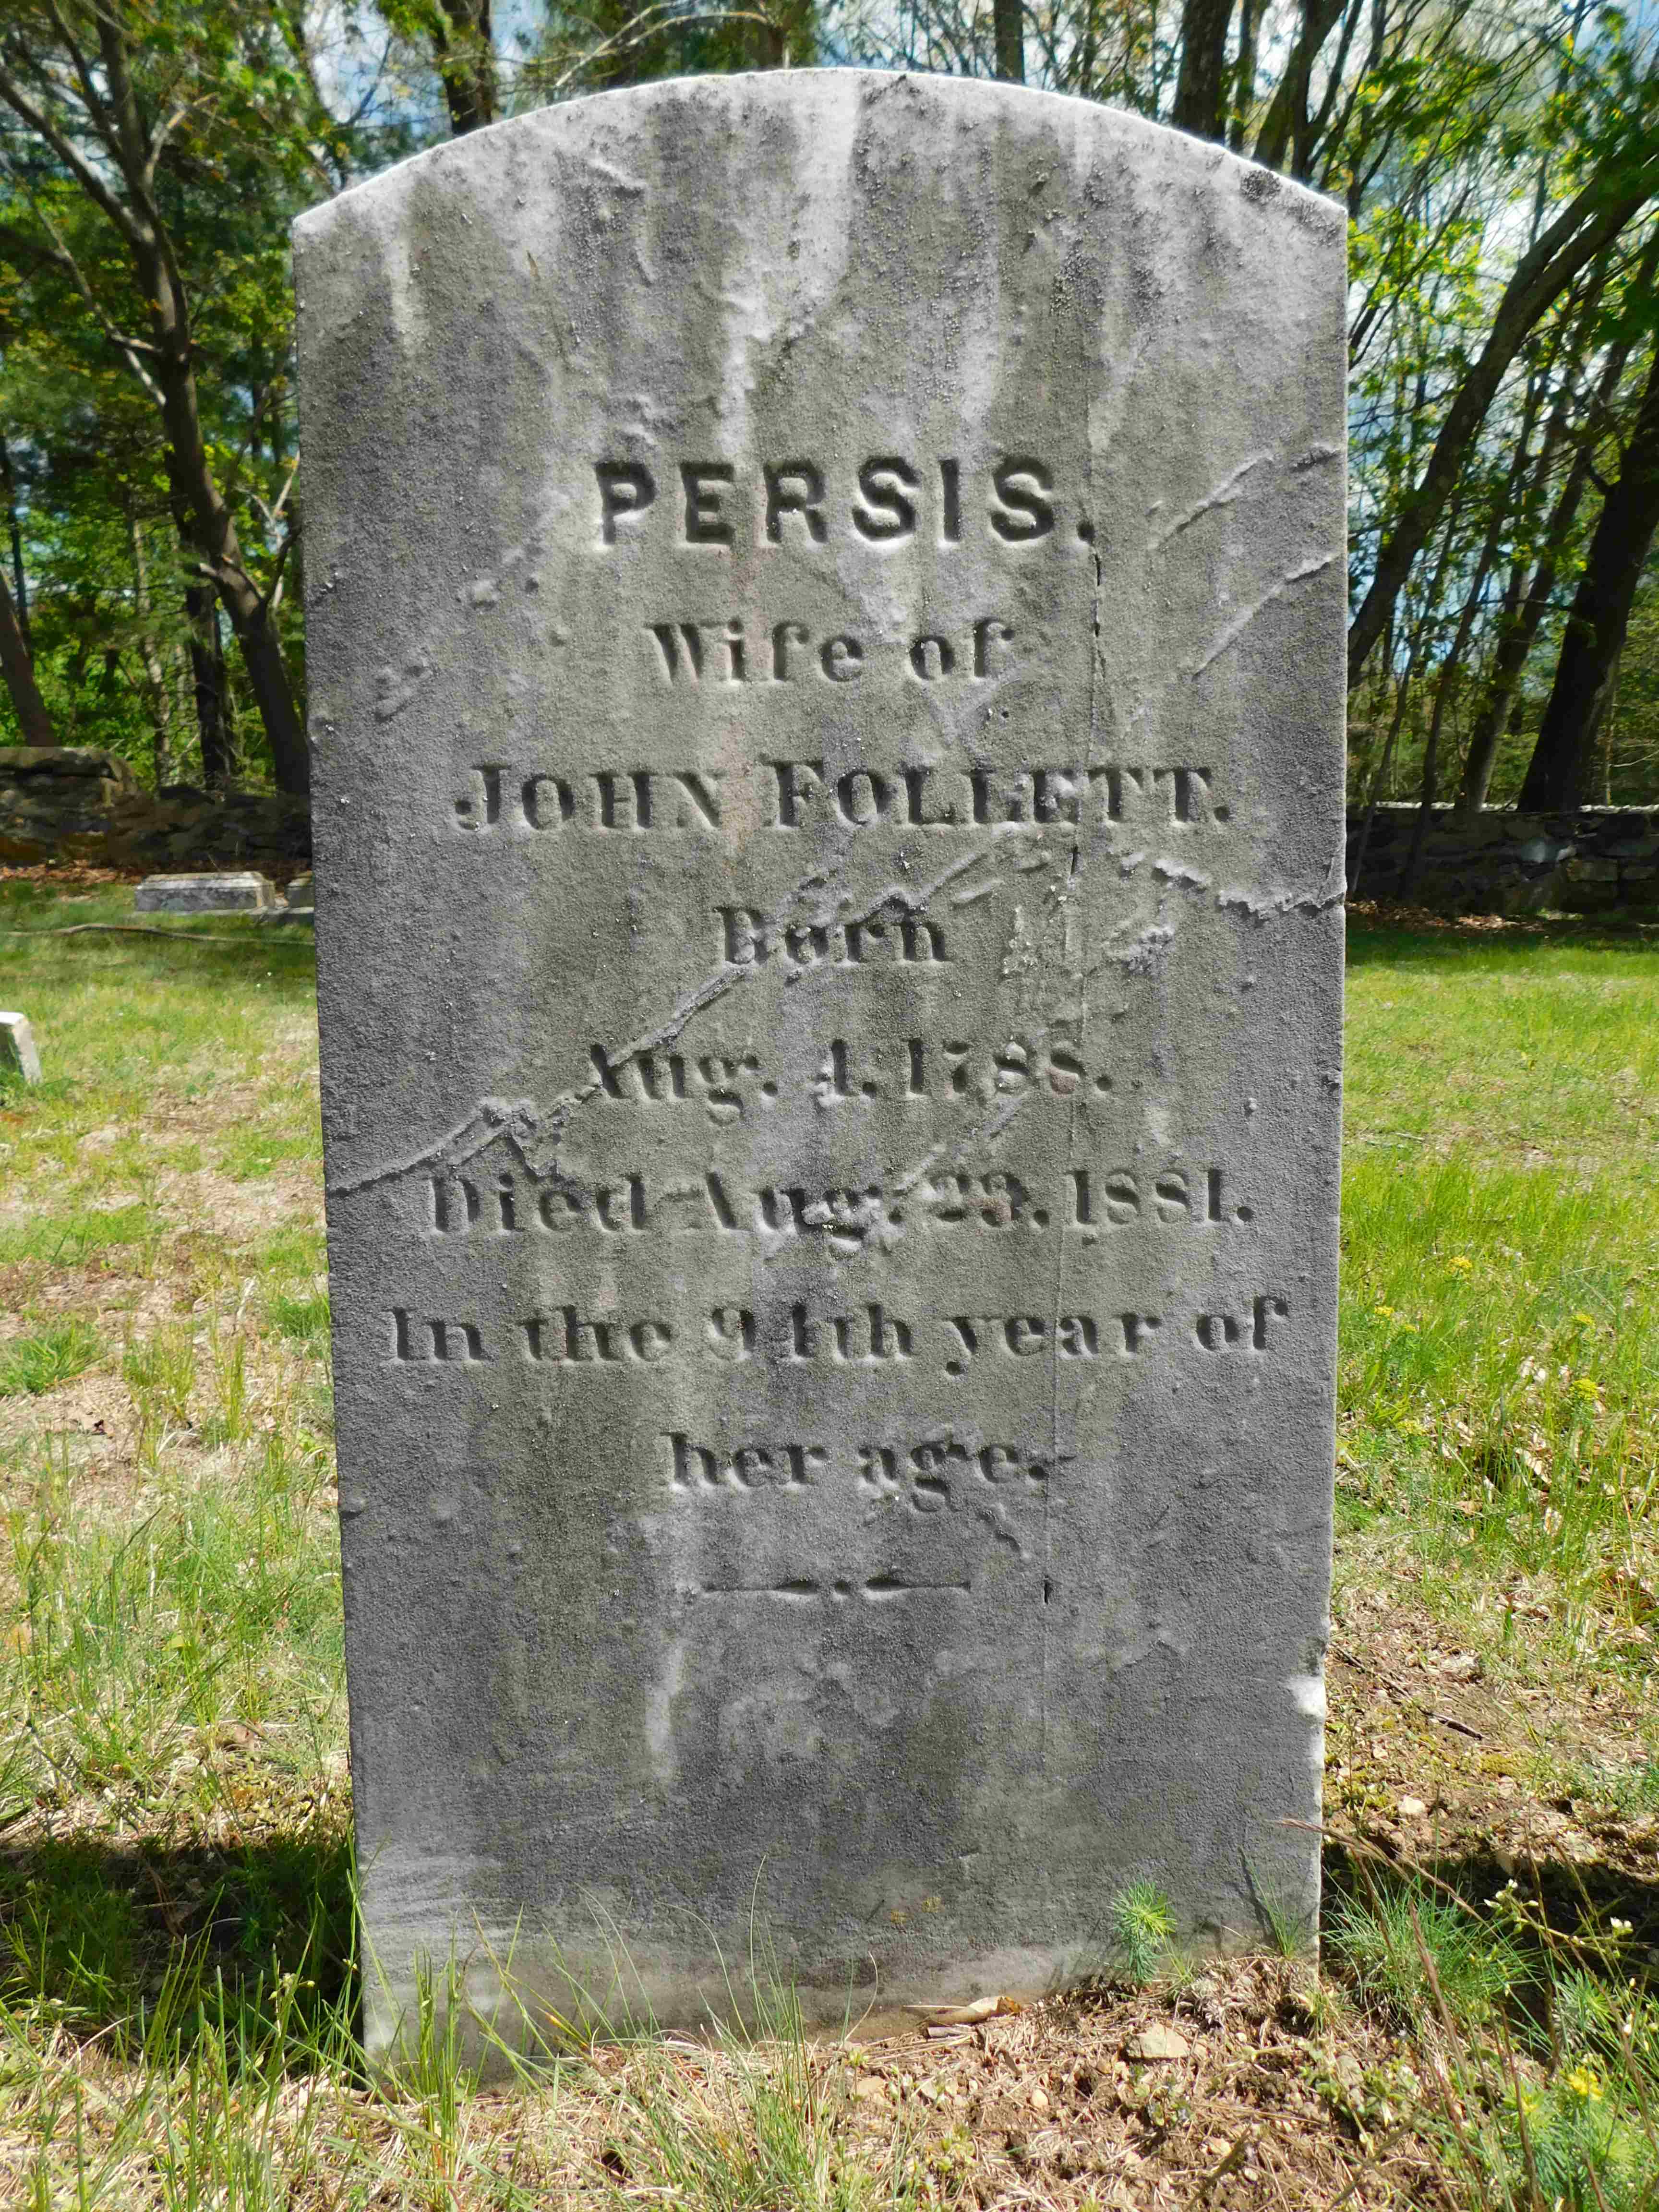 PERSIS.
Wife of
JOHN FOLLETT.
Born
Aug. 4, 1788.
Died Aug. 23, 1881.
In the 94th year of
her age.